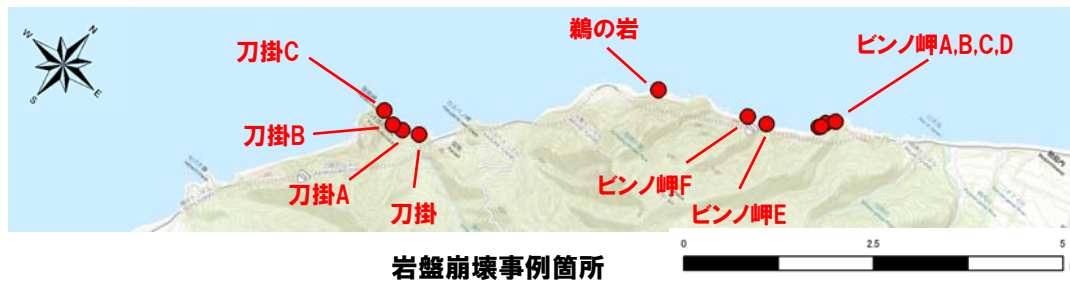 鵜の岩
ビンノ岬A,B,C,D
刀掛C
刀掛B
刀掛A
刀掛
ビンノ岬F
ビンノ岬E
N
W
S
E
岩盤崩壊事例箇所
0 2.5 5